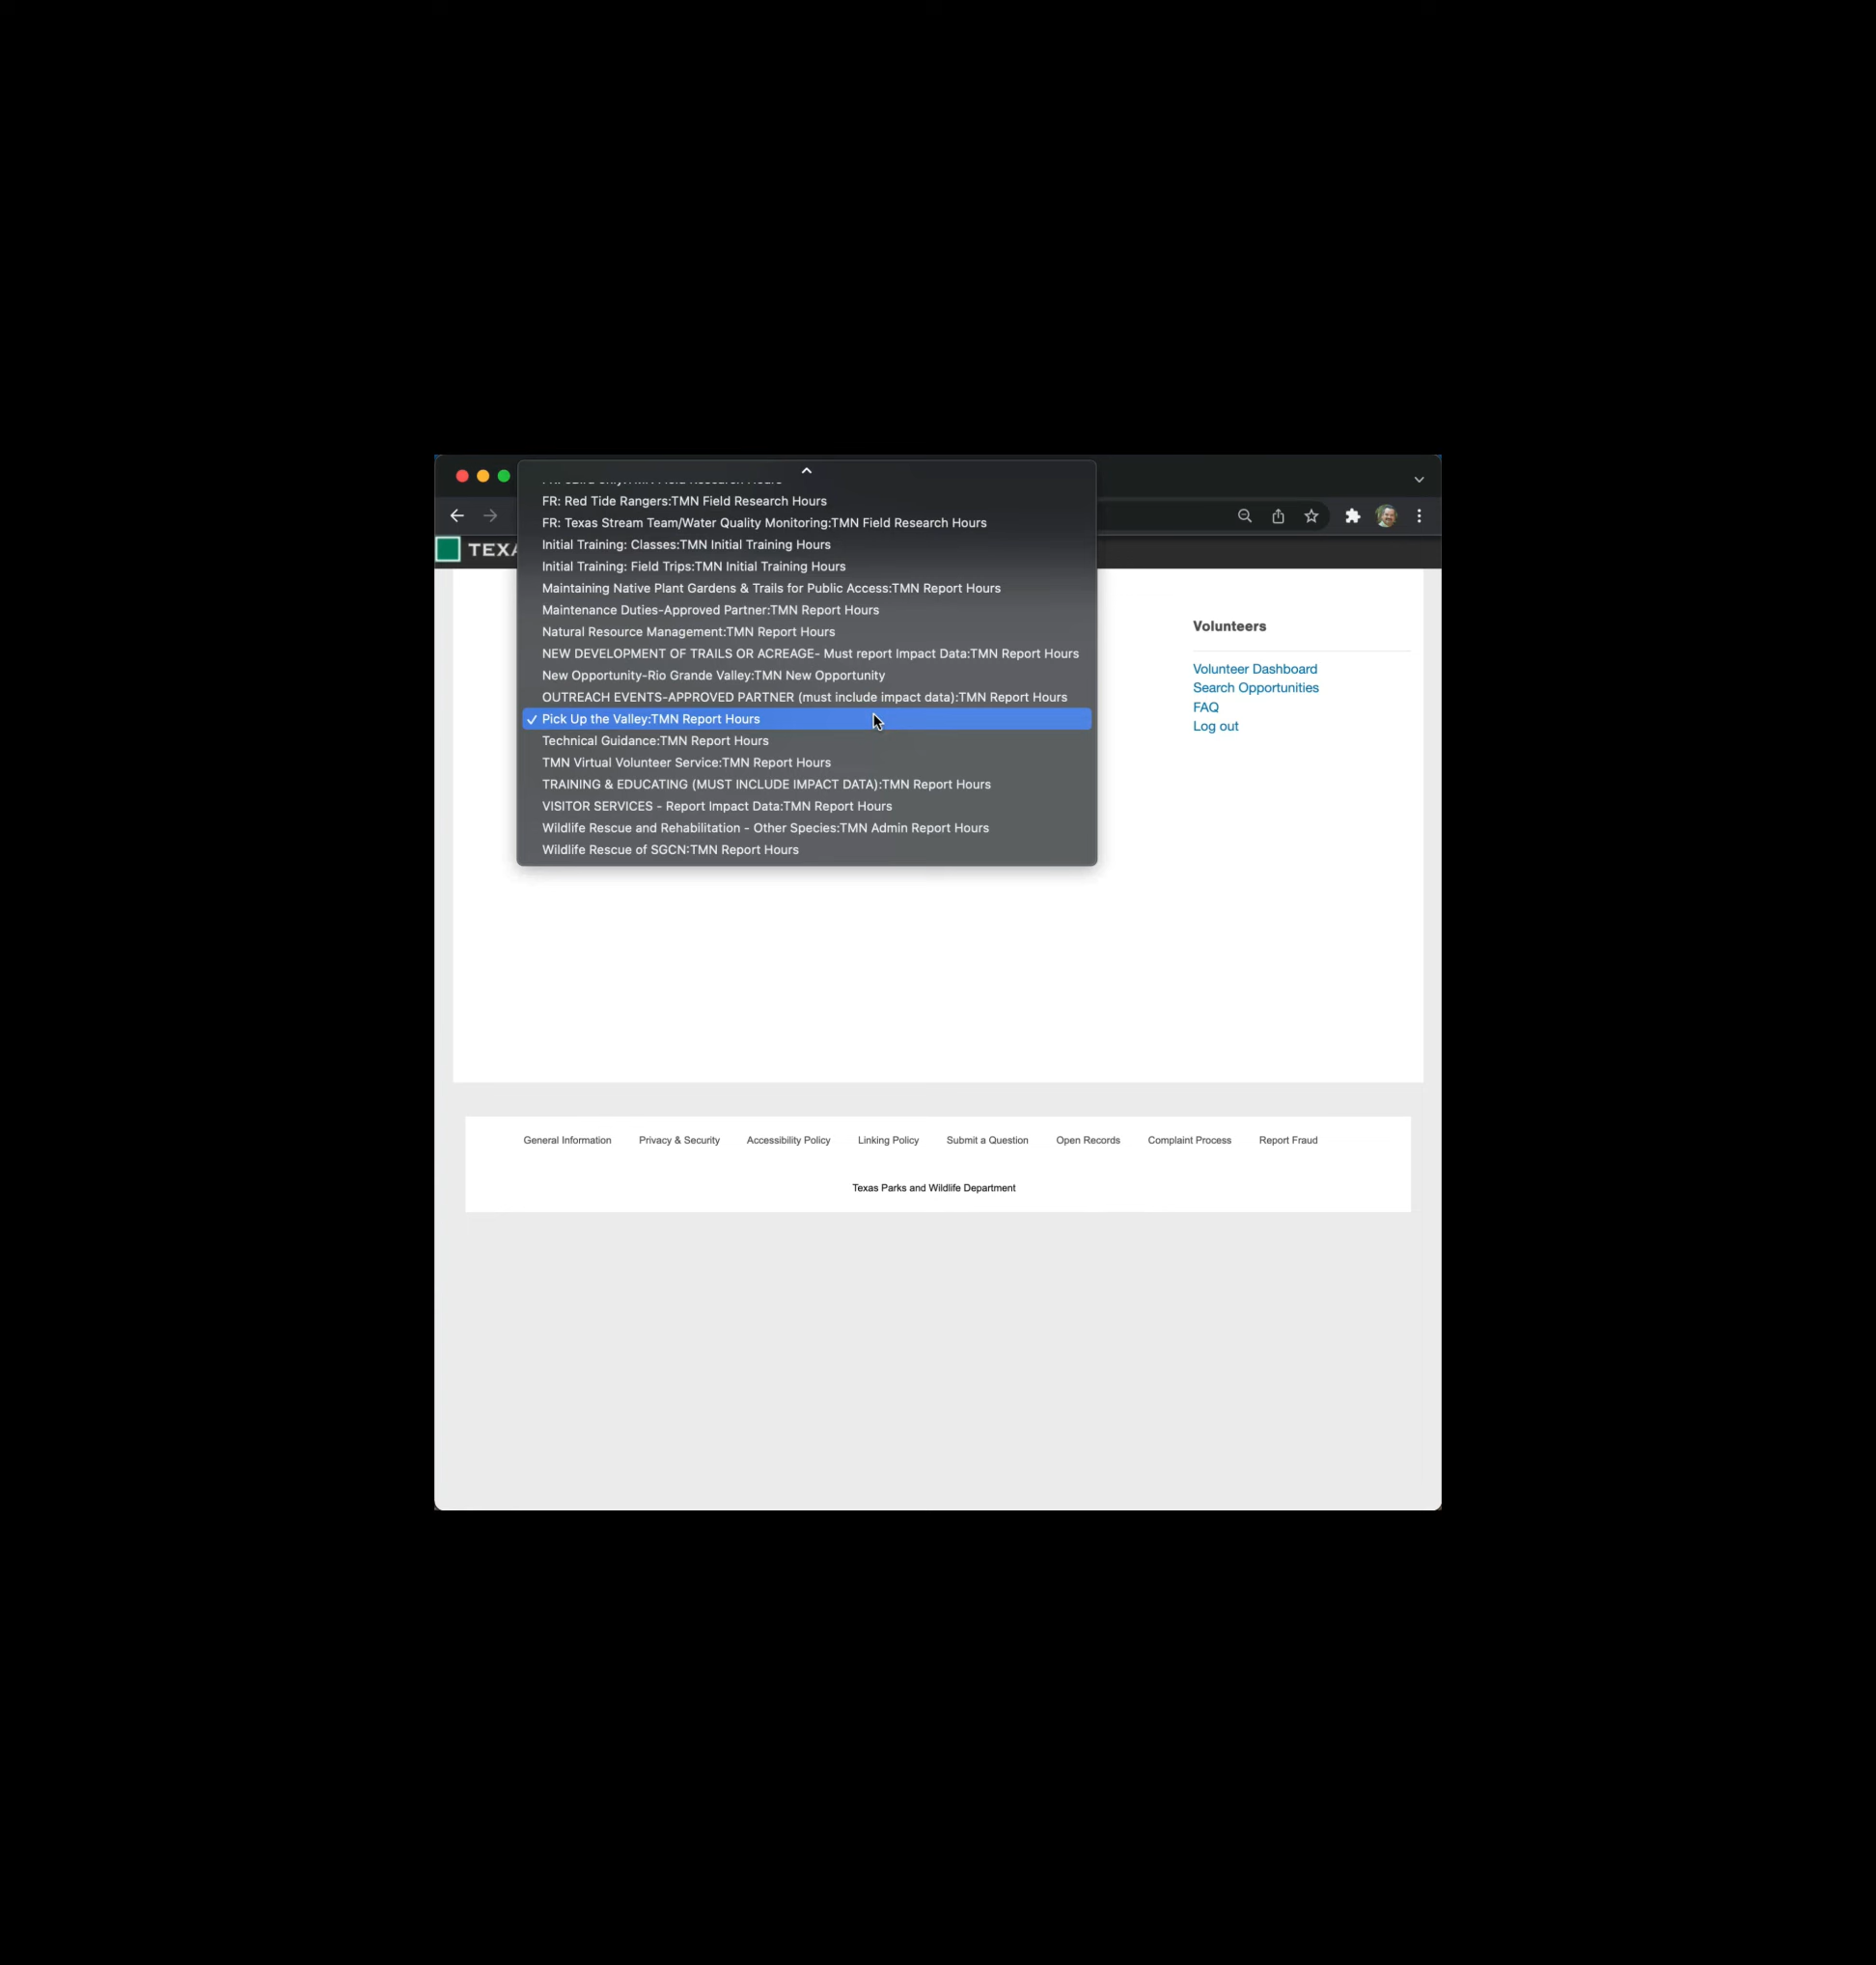 FR: Red Tide Rangers:TMN Field Research Hours
FR: Texas Stream Team/Water Quality Monitoring:TMN Field Research Hours
Initial Training: Classes:TMN Initial Training Hours
TEXA
Initial Training: Field Trips:TMN Initial Training Hours
Maintaining Native Plant Gardens & Trails for Public Access:TMN Report Hours
Maintenance Duties-Approved Partner:TMN Report Hours
Natural Resource Management:TMN Report Hours
NEW DEVELOPMENT OF TRAILS OR ACREAGE- Must report Impact Data:TMN Report Hours
New Opportunity-Rio Grande Valley:TMN New Opportunity
OUTREACH EVENTS-APPROVED PARTNER (must include impact data):TMN Report Hours
✓ Pick Up the Valley:TMN Report Hours
Technical Guidance:TMN Report Hours
TMN Virtual Volunteer Service:TMN Report Hours
TRAINING & EDUCATING (MUST INCLUDE IMPACT DATA):TMN Report Hours
VISITOR SERVICES - Report Impact Data:TMN Report Hours
Wildlife Rescue and Rehabilitation - Other Species:TMN Admin Report Hours
Wildlife Rescue of SGCN:TMN Report Hours
Volunteers
Volunteer Dashboard
Search Opportunities
FAQ
Log out
General Information Privacy & Security Accessibility Policy Linking Policy Submit a Question Open Records Complaint Process Report Fraud
Texas Parks and Wildlife Department